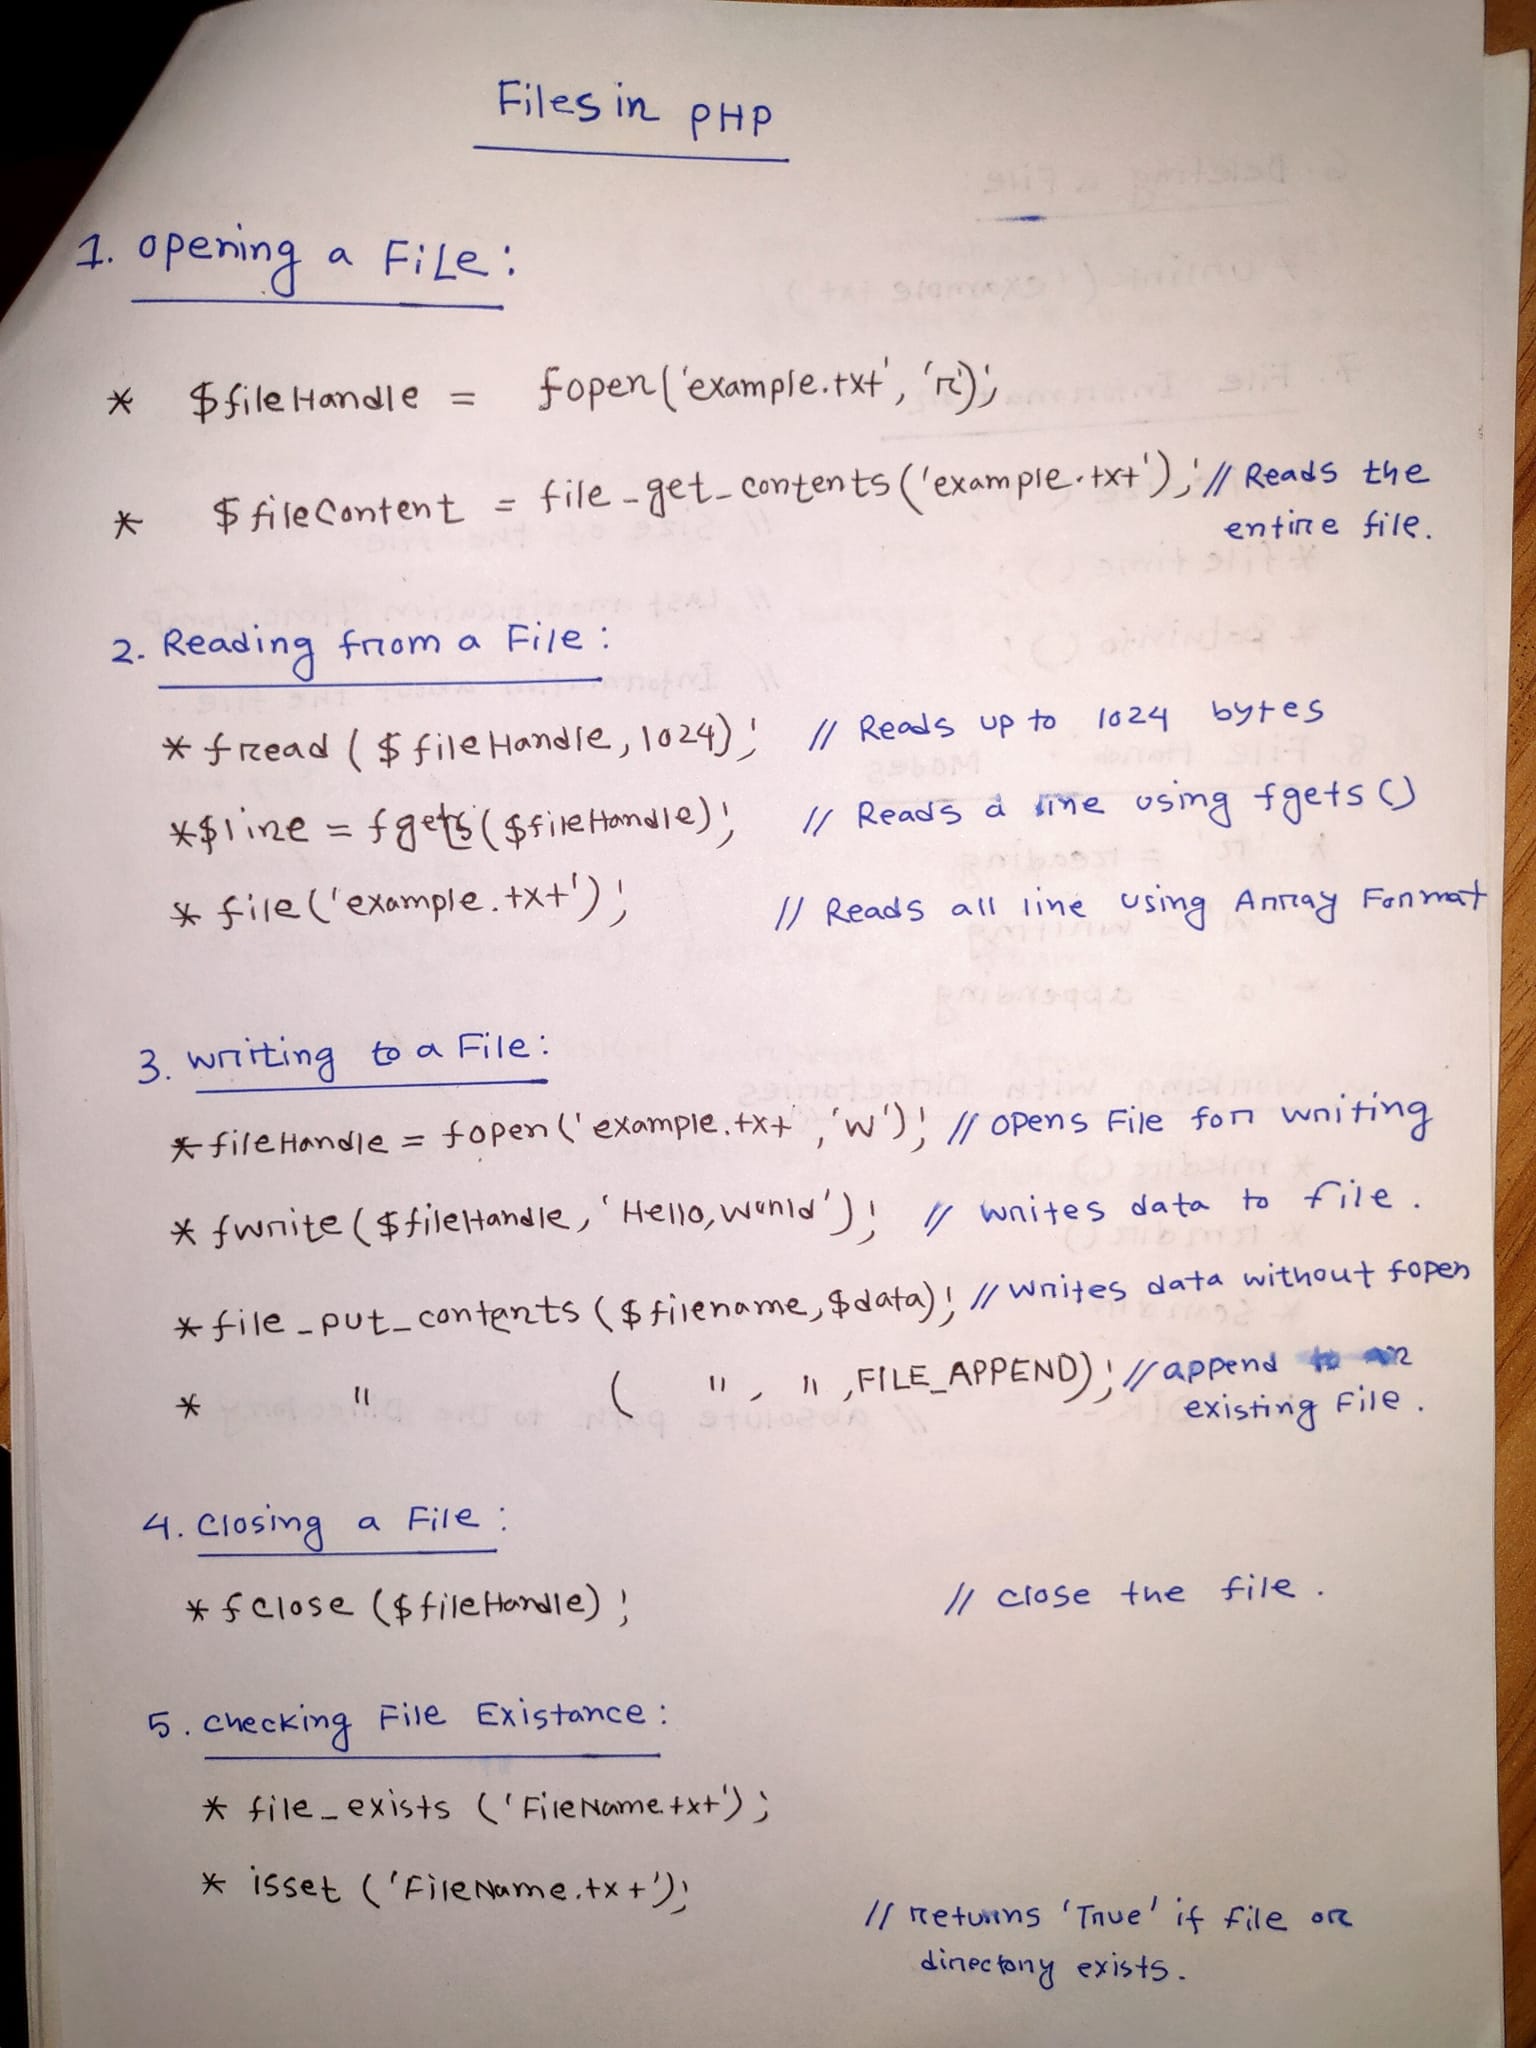 Files in PHP
1. Opening a File:
* $fileHandle = fopen('example.txt', 'r');
* $fileContent = file_get_contents('example.txt'); // Reads the
entire file.
2. Reading from a File:
* fread ($fileHandle, 1024); // Reads up to 1024 bytes
* $line = fgets($fileHandle); // Reads a line using fgets()
* file('example.txt'); // Reads all line using Array Format
3. Writing to a File:
* fileHandle = fopen('example.txt', 'w'); // opens File for writing
* fwrite ($fileHandle, 'Hello, World'); // writes data to file.
* file_put_contents ($filename, $data); // writes data without fopen
* " ( " , " , FILE_APPEND); // append to an
existing File.
4. Closing a File:
* fclose ($fileHandle); // close the file.
5. Checking File Existance:
* file_exists ('FileName.txt');
* isset ('FileName.txt');
// returns 'True' if file or
directory exists.